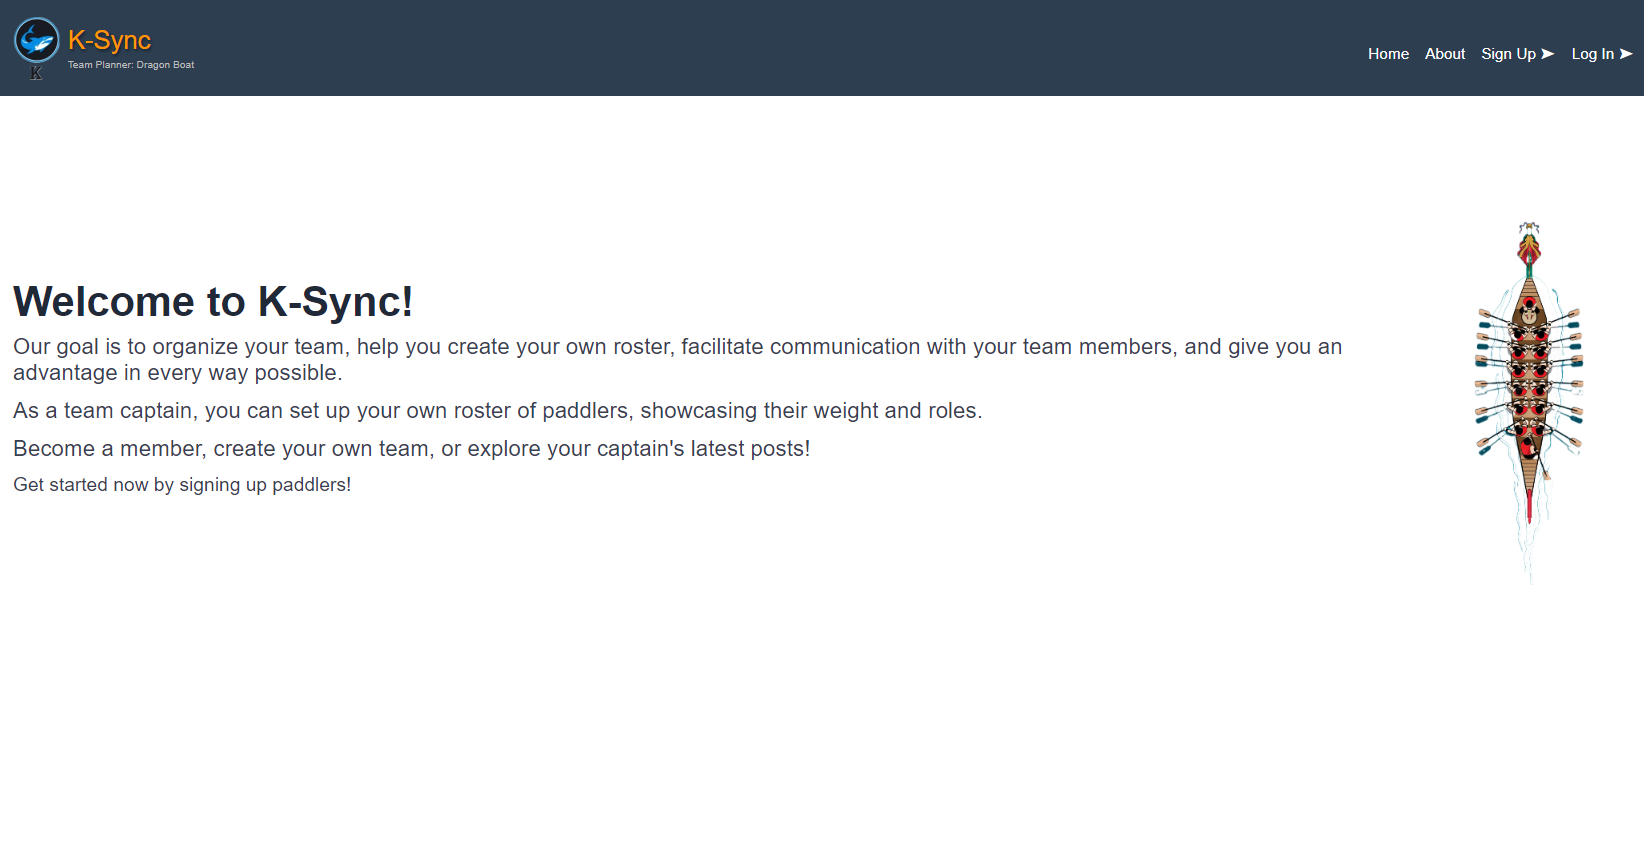 K-Sync
Team Planner: Dragon Boat
K
Home About Sign Up ➤ Log In ➤
Welcome to K-Sync!
Our goal is to organize your team, help you create your own roster, facilitate communication with your team members, and give you an
advantage in every way possible.
As a team captain, you can set up your own roster of paddlers, showcasing their weight and roles.
Become a member, create your own team, or explore your captain's latest posts!
Get started now by signing up paddlers!